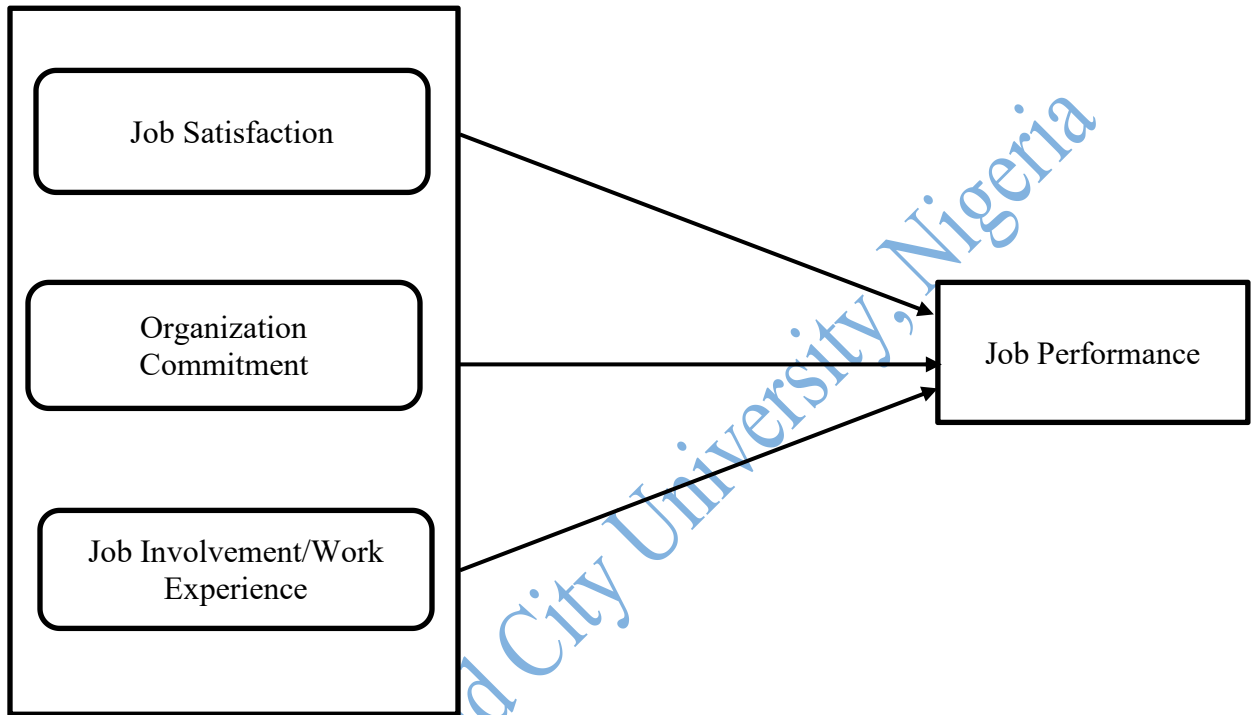 Job Satisfaction
Organization
Commitment
Job Involvement/Work
Experience
Job Performance
City University, Nigeria